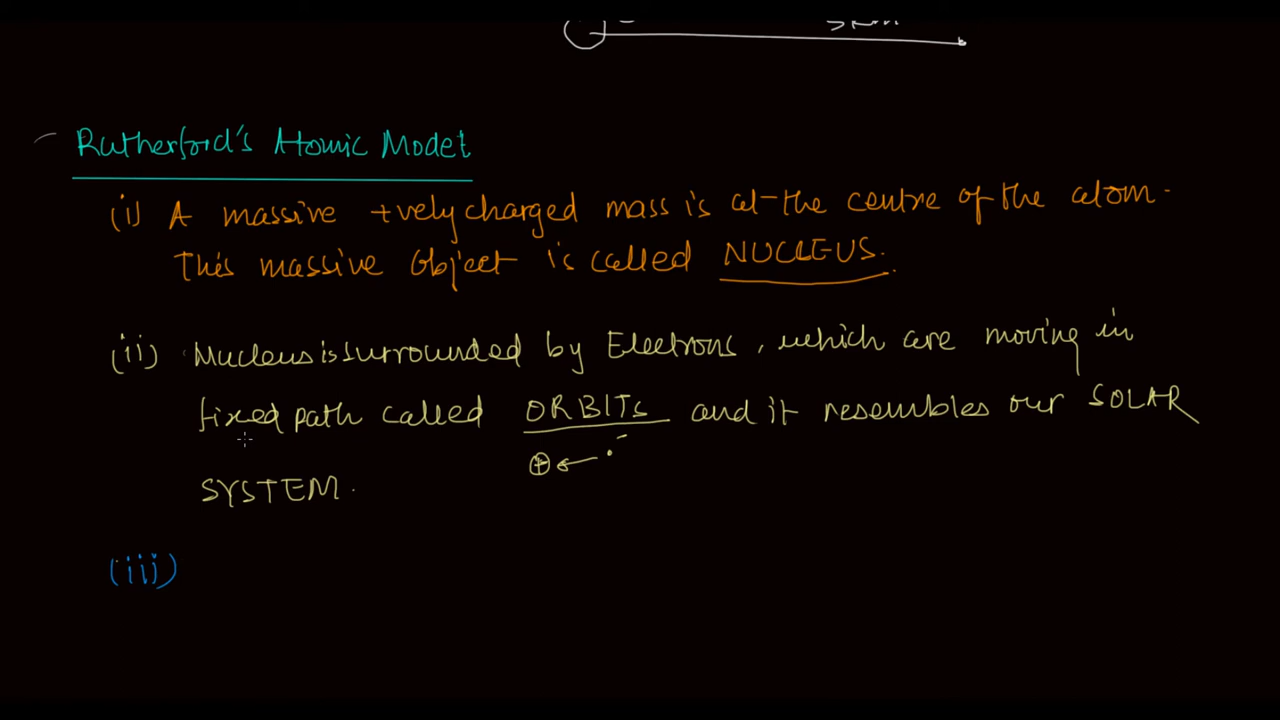 Rutherford's Atomic Model
(i) A massive +vely charged mass is at the centre of the atom.
This massive object is called NUCLEUS.
(ii) Nucleus is surrounded by Electrons, which are moving in
fixed path called ORBITs and it resembles our SOLAR
+
SYSTEM.
(iii)